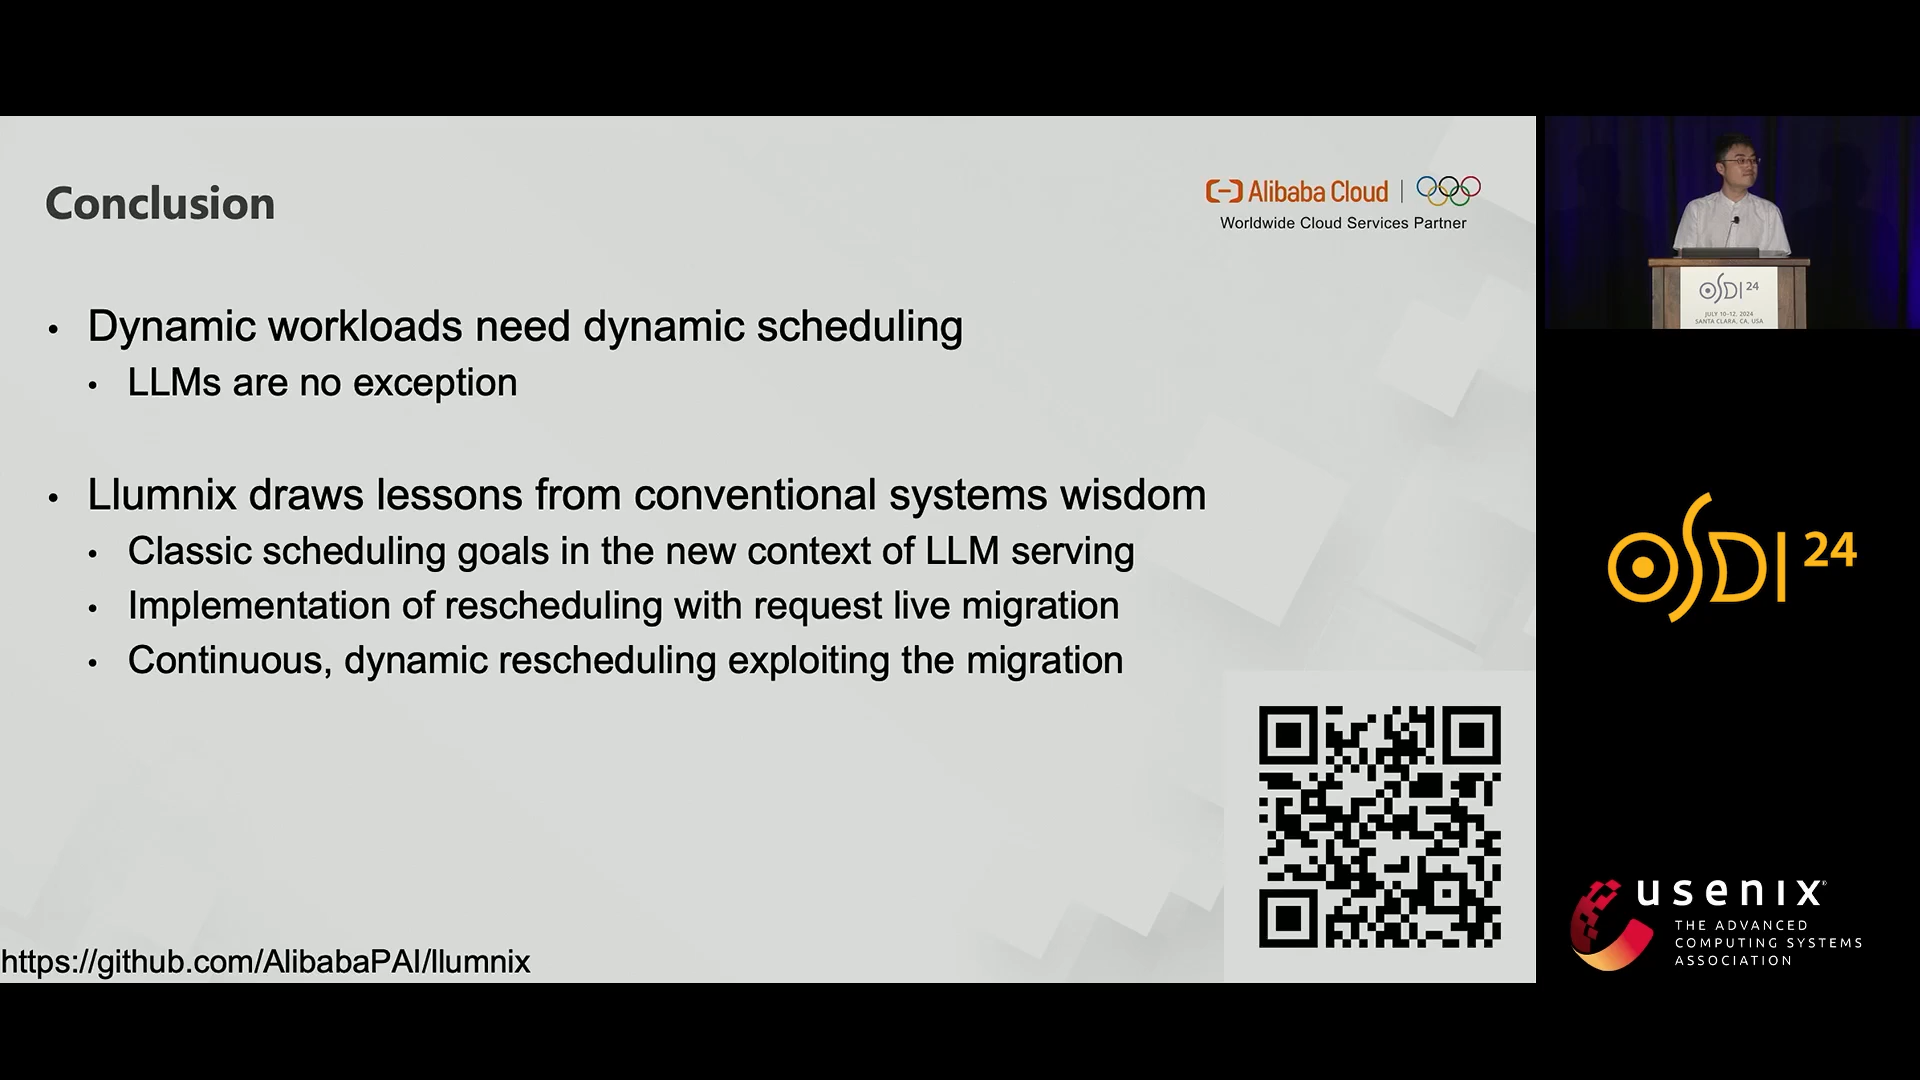 Conclusion
Alibaba Cloud
Worldwide Cloud Services Partner
• Dynamic workloads need dynamic scheduling
• LLMs are no exception
• Llumnix draws lessons from conventional systems wisdom
• Classic scheduling goals in the new context of LLM serving
• Implementation of rescheduling with request live migration
• Continuous, dynamic rescheduling exploiting the migration
https://github.com/AlibabaPAI/llumnix
OSDI 24
JULY 10-12, 2024
SANTA CLARA, CA, USA
OSDI 24
usenix®
THE ADVANCED
COMPUTING SYSTEMS
ASSOCIATION